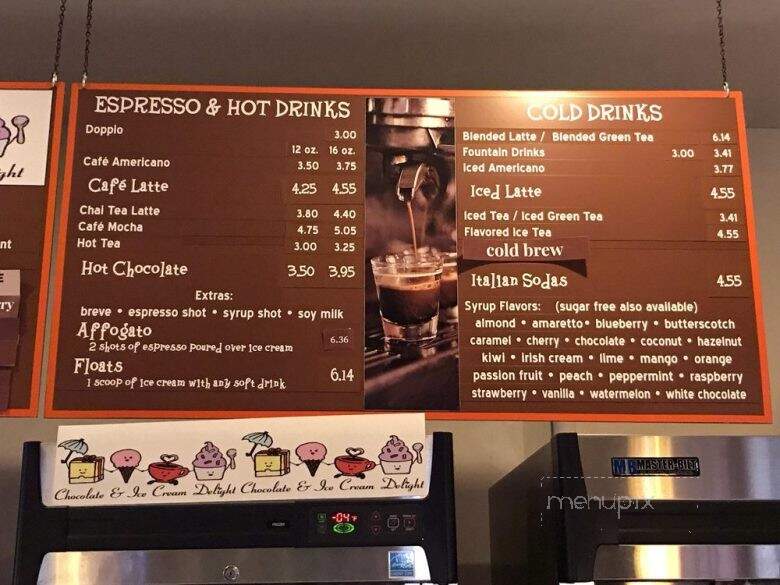 ght
nt
E
ry
ESPRESSO & HOT DRINKS
Doppio 3.00
12 oz. 16 oz.
Café Americano 3.50 3.75
Café Latte 4.25 4.55
Chai Tea Latte 3.80 4.40
Café Mocha 4.75 5.05
Hot Tea 3.00 3.25
Hot Chocolate 3.50 3.95
Extras:
breve • espresso shot • syrup shot • soy milk
Affogato 6.36
2 shots of espresso poured over ice cream
Floats 6.14
1 scoop of ice cream with any soft drink
COLD DRINKS
Blended Latte / Blended Green Tea 6.14
Fountain Drinks 3.00 3.41
Iced Americano 3.77
Iced Latte 4.55
Iced Tea / Iced Green Tea 3.41
Flavored Ice Tea 4.55
cold brew
Italian Sodas 4.55
Syrup Flavors: (sugar free also available)
almond • amaretto • blueberry • butterscotch
caramel • cherry • chocolate • coconut • hazelnut
kiwi • irish cream • lime • mango • orange
passion fruit • peach • peppermint • raspberry
strawberry • vanilla • watermelon • white chocolate
Chocolate & Ice Cream Delight Chocolate & Ice Cream Delight
-04 °F
MB MASTER-BILT
menupix